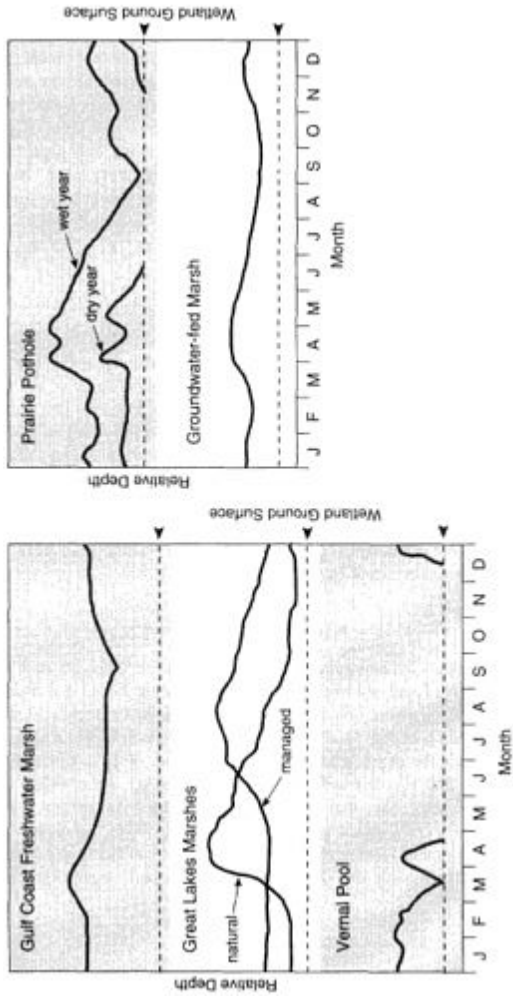 Gulf Coast Freshwater Marsh
Great Lakes Marshes
natural
managed
Vernal Pool
Relative Depth
Wetland Ground Surface
J F M A M J J A S O N D
Month
Prairie Pothole
wet year
dry year
Groundwater-fed Marsh
Relative Depth
Wetland Ground Surface
J F M A M J J A S O N D
Month